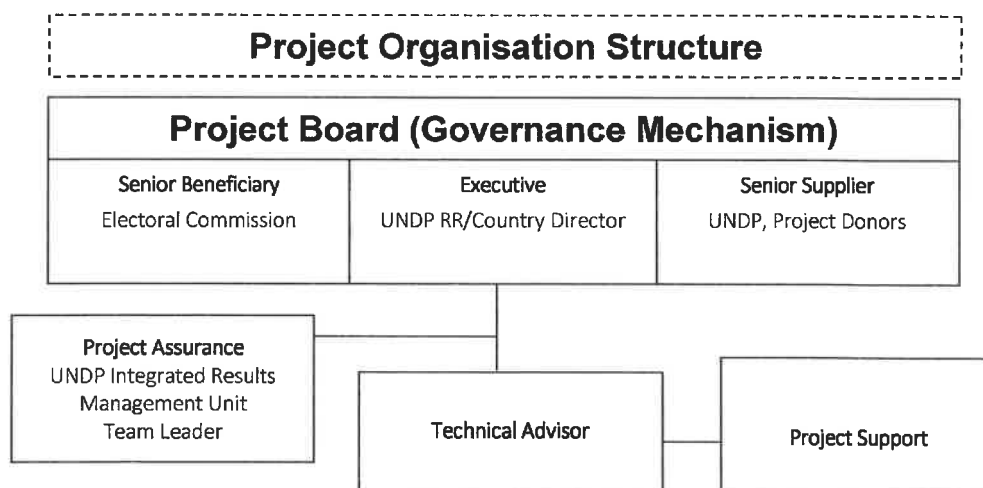 Project Organisation Structure
Project Board (Governance Mechanism)
Senior Beneficiary
Electoral Commission
Executive
UNDP RR/Country Director
Senior Supplier
UNDP, Project Donors
Project Assurance
UNDP Integrated Results
Management Unit
Team Leader
Technical Advisor
Project Support